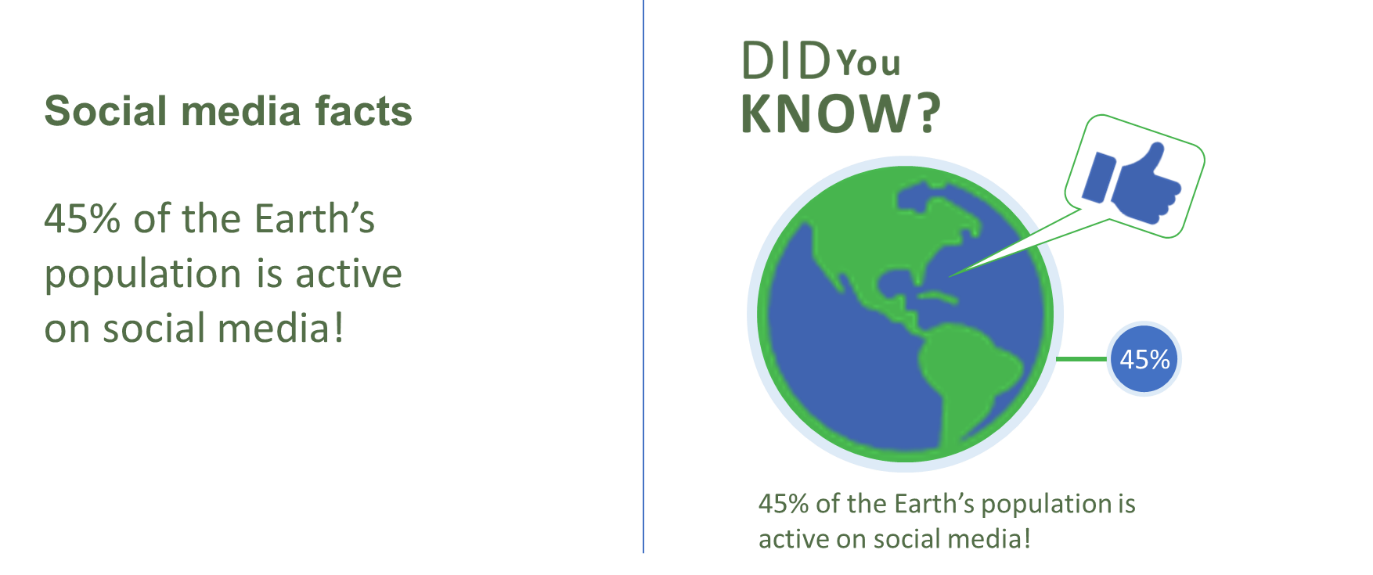 Social media facts
45% of the Earth’s
population is active
on social media!
DID You
KNOW?
45%
45% of the Earth’s population is
active on social media!